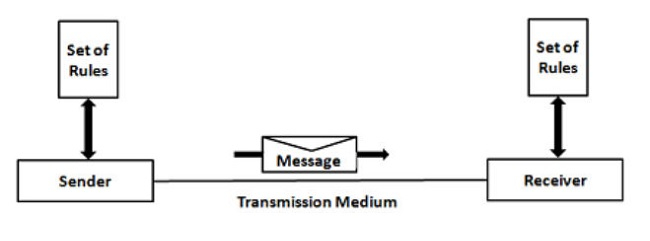 Set of
Rules
Set of
Rules
Message
Sender
Receiver
Transmission Medium